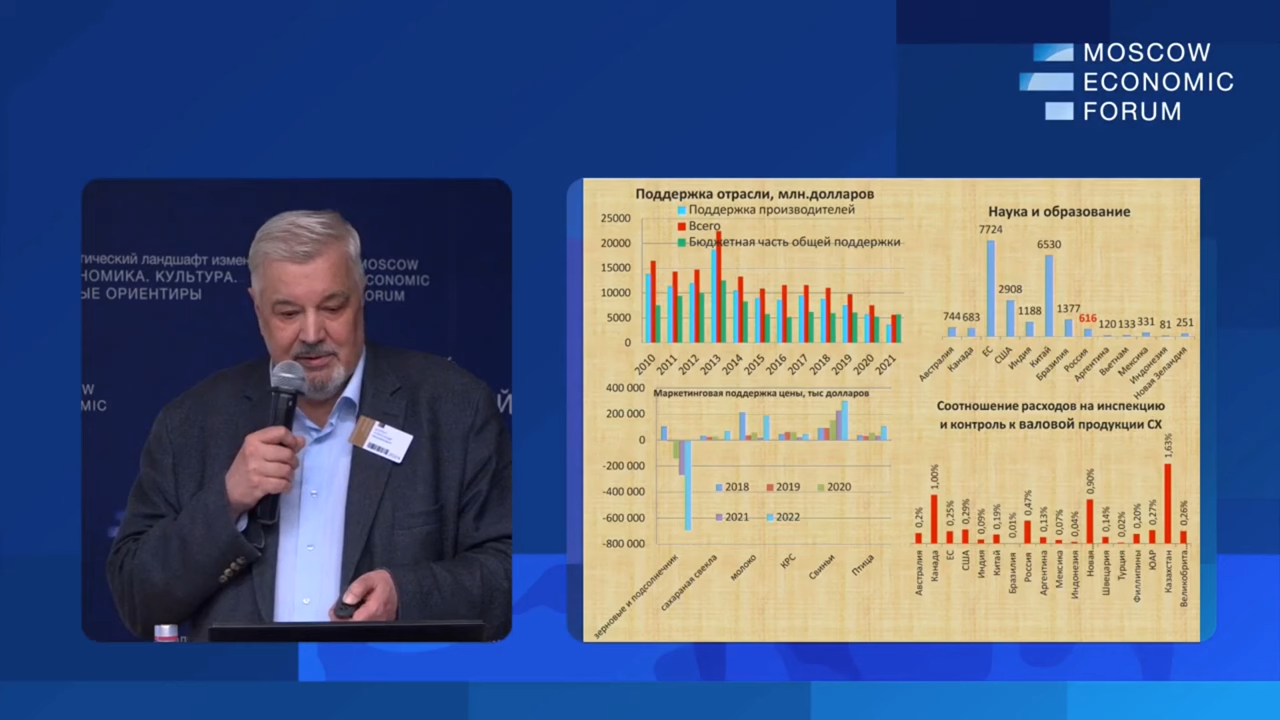 MOSCOW
ECONOMIC
FORUM
тический ландшафт измен
НОМИКА. КУЛЬТУРА.
ЫЕ ОРИЕНТИРЫ
MOSCOW
CONOMIC
FORUM
SCOW
MIC
Поддержка отрасли, млн.долларов
Поддержка производителей
Всего
Бюджетная часть общей поддержки
25000
20000
15000
10000
5000
0
2010 2011 2012 2013 2014 2015 2016 2017 2018 2019 2020 2021
Наука и образование
744 683 7724 2908 1188 6530 1377 616 120 133 331 81 251
Австралия Канада ЕС США Индия Китай Бразилия Россия Аргентина Вьетнам Мексика Индонезия Новая Зеландия
Маркетинговая поддержка цены, тыс долларов
400 000
200 000
0
-200 000
-400 000
-600 000
-800 000
2018 2019 2020
2021 2022
зерновые и подсолнечник сахараная свекла молоко КРС Свиньи Птица
Соотношение расходов на инспекцию
и контроль к валовой продукции СХ
0,2% 1,00% 0,25% 0,29% 0,09% 0,19% 0,01% 0,47% 0,13% 0,07% 0,04% 0,90% 0,14% 0,02% 0,20% 0,27% 1,63% 0,26%
Австралия Канада ЕС США Индия Китай Бразилия Россия Аргентина Мексика Индонезия Новая… Швецария Турция Филлипины ЮАР Казахстан Великобрита…